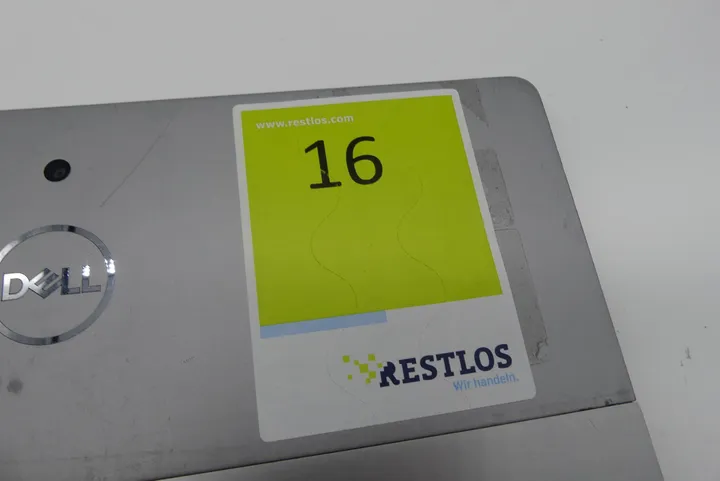 www.restlos.com
16
DELL
RESTLOS
Wir handeln.